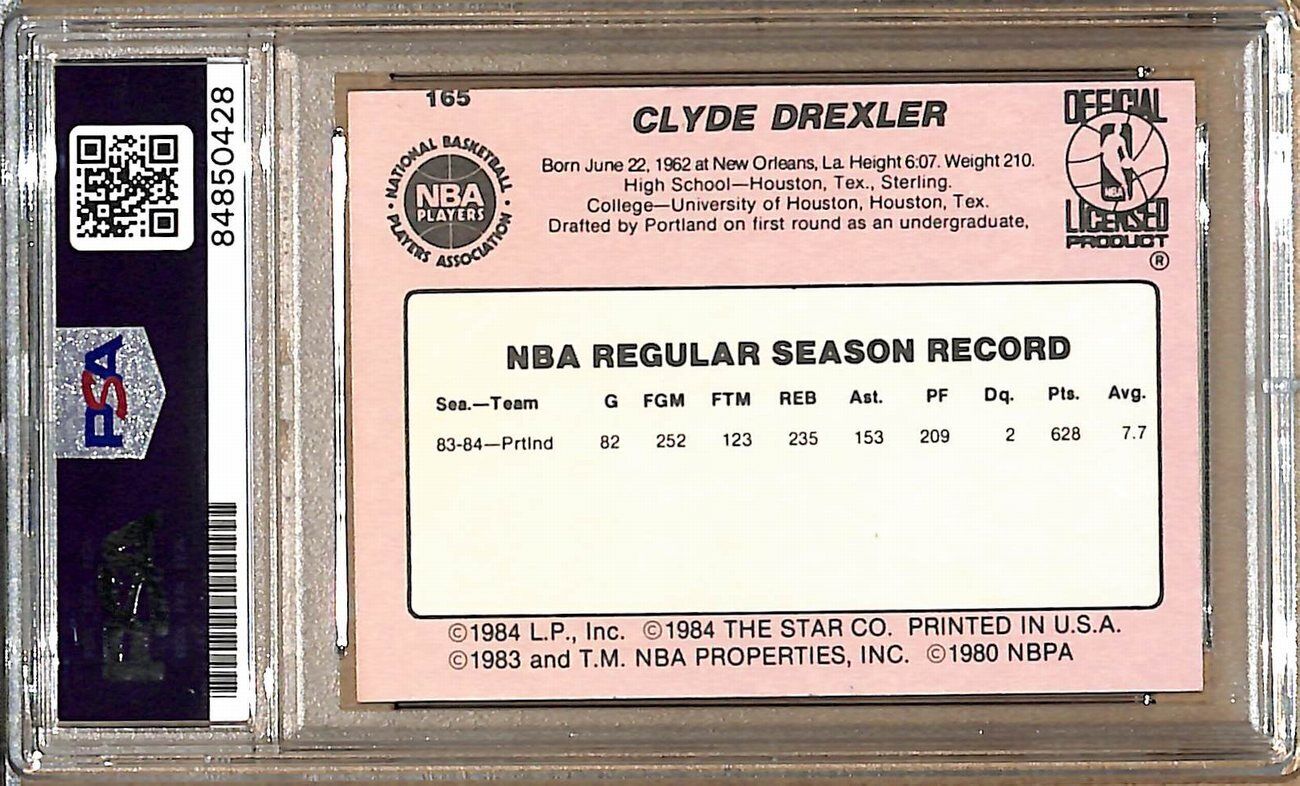 84850428
PSA
165
CLYDE DREXLER
NATIONAL BASKETBALL
NBA
PLAYERS
PLAYERS ASSOCIATION
Born June 22, 1962 at New Orleans, La. Height 6:07. Weight 210.
High School—Houston, Tex., Sterling.
College—University of Houston, Houston, Tex.
Drafted by Portland on first round as an undergraduate,
OFFICIAL
NBA
LICENSED
PRODUCT
®
NBA REGULAR SEASON RECORD
Sea.—Team G FGM FTM REB Ast. PF Dq. Pts. Avg.
83-84—Prtlnd 82 252 123 235 153 209 2 628 7.7
©1984 L.P., Inc. ©1984 THE STAR CO. PRINTED IN U.S.A.
©1983 and T.M. NBA PROPERTIES, INC. ©1980 NBPA